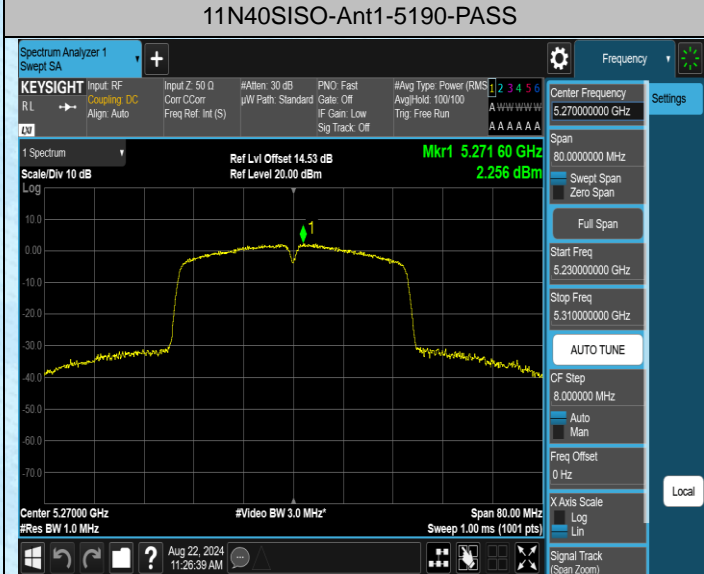 11N40SISO-Ant1-5190-PASS
Spectrum Analyzer 1
Swept SA
+
Frequency
KEYSIGHT
RL
LXI
Input: RF
Coupling: DC
Align: Auto
Input Z: 50 Ω
Corr CCorr
Freq Ref: Int (S)
#Atten: 30 dB
µW Path: Standard
PNO: Fast
Gate: Off
IF Gain: Low
Sig Track: Off
#Avg Type: Power (RMS
Avg|Hold: 100/100
Trig: Free Run
1 2 3 4 5 6
A W W W W W
A A A A A A
1 Spectrum
Scale/Div 10 dB
Log
Ref Lvl Offset 14.53 dB
Ref Level 20.00 dBm
Mkr1 5.271 60 GHz
2.256 dBm
1
10.0
0.00
-10.0
-20.0
-30.0
-40.0
-50.0
-60.0
-70.0
Center 5.27000 GHz
#Res BW 1.0 MHz
#Video BW 3.0 MHz*
Span 80.00 MHz
Sweep 1.00 ms (1001 pts)
Center Frequency
5.270000000 GHz
Settings
Span
80.0000000 MHz
Swept Span
Zero Span
Full Span
Start Freq
5.230000000 GHz
Stop Freq
5.310000000 GHz
AUTO TUNE
CF Step
8.000000 MHz
Auto
Man
Freq Offset
0 Hz
X Axis Scale
Log
Lin
Local
Signal Track
(Span Zoom)
?
Aug 22, 2024
11:26:39 AM